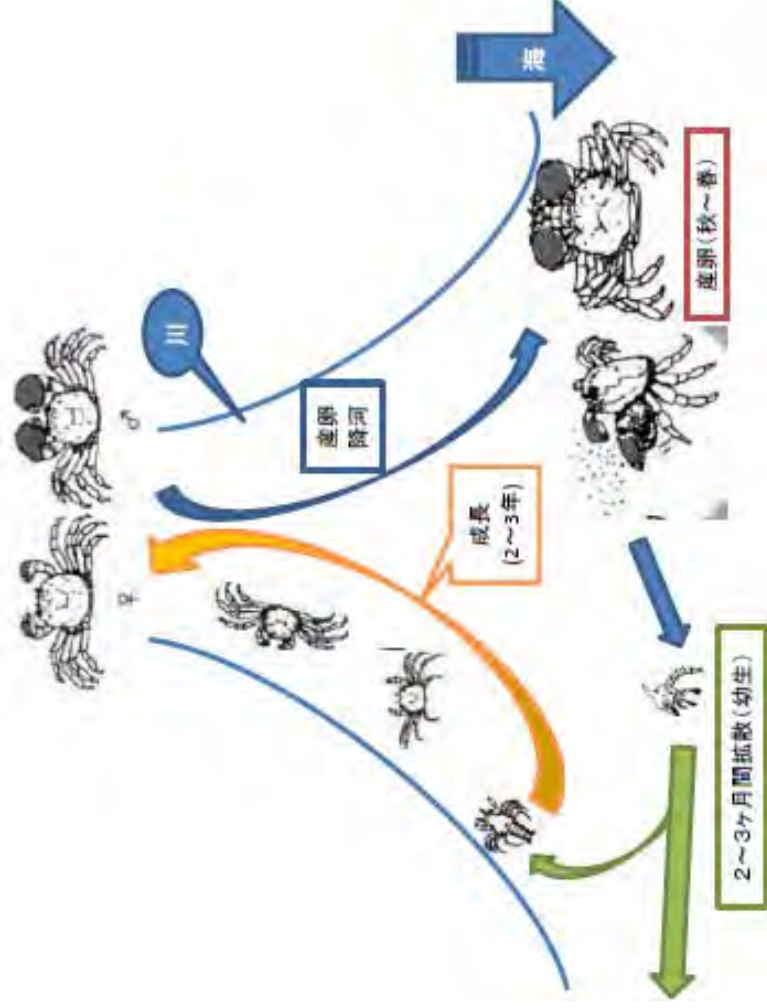 海
川
♂
♀
産卵
降河
成長
(2～3年)
産卵(秋～春)
2～3ヶ月間拡散(幼生)